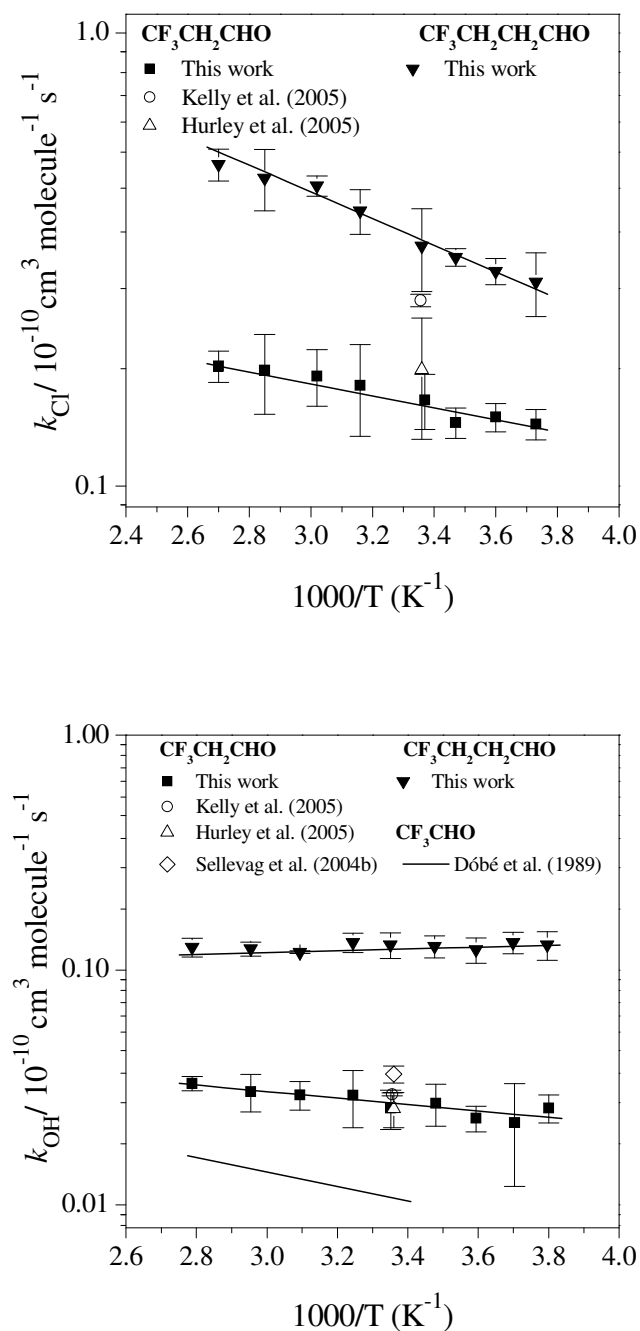 1.0
CF₃CH₂CHO CF₃CH₂CH₂CHO
This work This work
Kelly et al. (2005)
Hurley et al. (2005)
k_Cl/ 10⁻¹⁰cm³ molecule⁻¹ s⁻¹
0.1
2.4 2.6 2.8 3.0 3.2 3.4 3.6 3.8 4.0
1000/T (K⁻¹)
1.00
CF₃CH₂CHO CF₃CH₂CH₂CHO
This work This work
Kelly et al. (2005)
Hurley et al. (2005) CF₃CHO
Sellevag et al. (2004b) Dóbé et al. (1989)
k_OH/ 10⁻¹⁰ cm³ molecule⁻¹ s⁻¹
0.10
0.01
2.6 2.8 3.0 3.2 3.4 3.6 3.8 4.0
1000/T (K⁻¹)